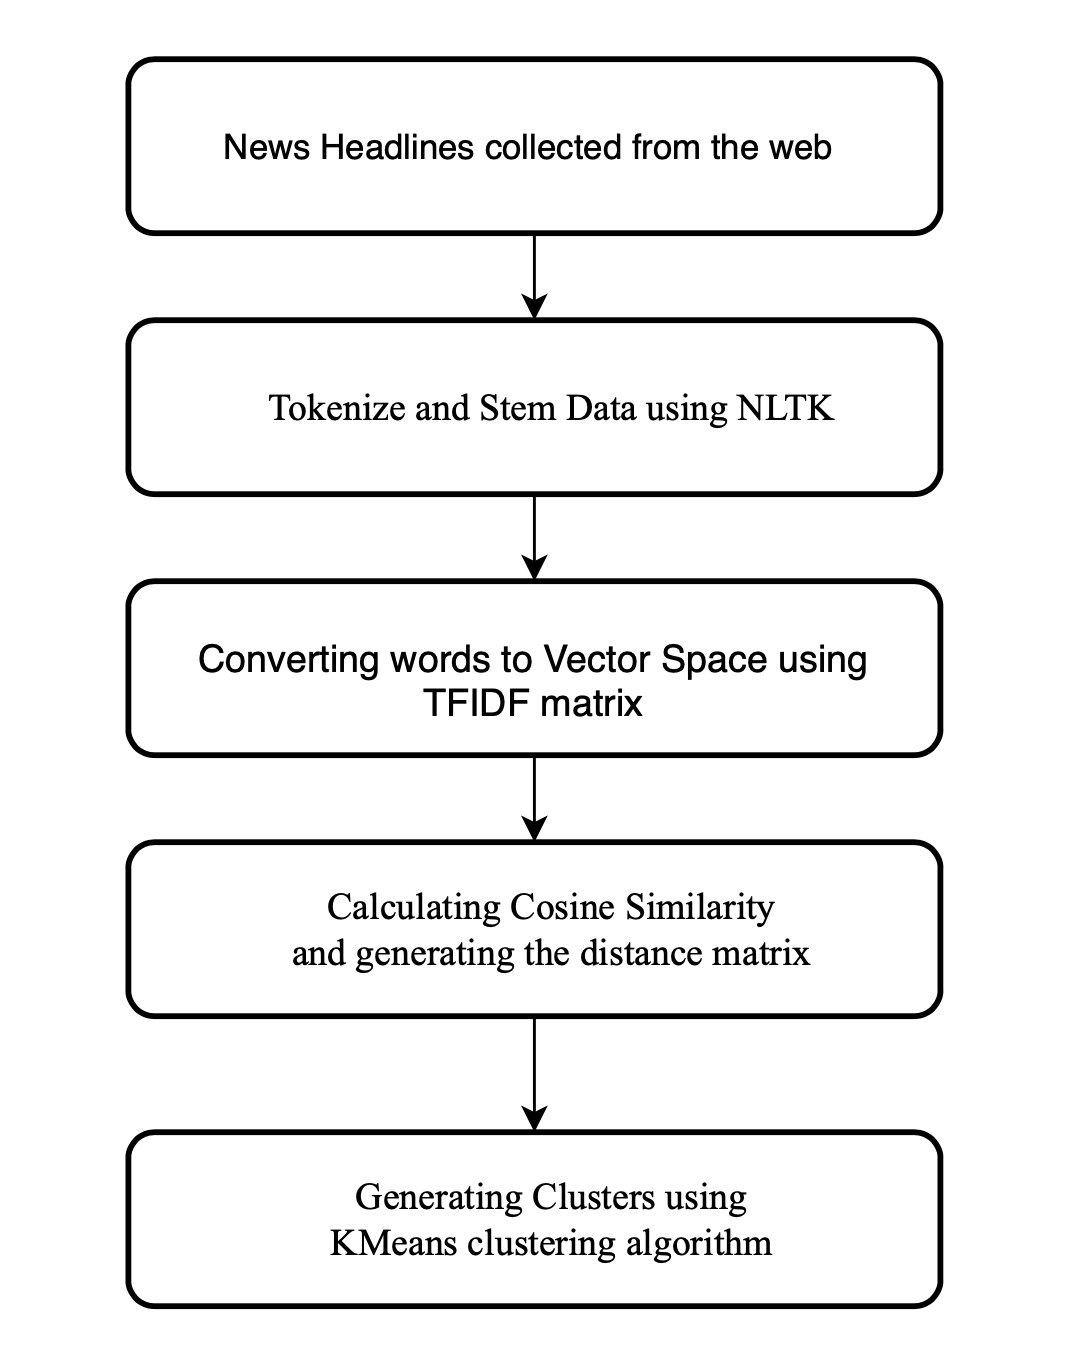 News Headlines collected from the web
Tokenize and Stem Data using NLTK
Converting words to Vector Space using
TFIDF matrix
Calculating Cosine Similarity
and generating the distance matrix
Generating Clusters using
KMeans clustering algorithm